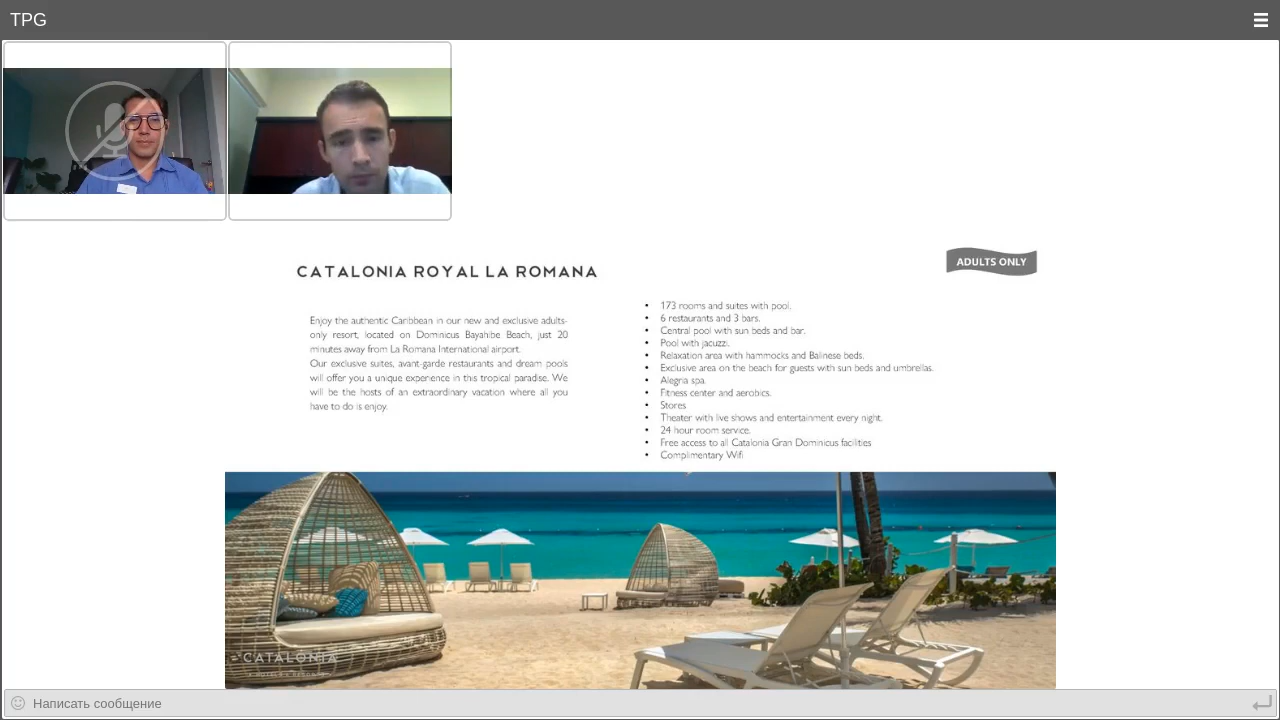 TPG
CATALONIA ROYAL LA ROMANA
ADULTS ONLY
Enjoy the authentic Caribbean in our new and exclusive adults-
only resort, located on Dominicus Bayahibe Beach, just 20
minutes away from La Romana International airport.
Our exclusive suites, avant-garde restaurants and dream pools
will offer you a unique experience in this tropical paradise. We
will be the hosts of an extraordinary vacation where all you
have to do is enjoy.
• 173 rooms and suites with pool.
• 6 restaurants and 3 bars.
• Central pool with sun beds and bar.
• Pool with jacuzzi.
• Relaxation area with hammocks and Balinese beds.
• Exclusive area on the beach for guests with sun beds and umbrellas.
• Alegria spa.
• Fitness center and aerobics.
• Stores
• Theater with live shows and entertainment every night.
• 24 hour room service.
• Free access to all Catalonia Gran Dominicus facilities
• Complimentary Wifi
CATALONIA
HOTELS & RESORTS
Написать сообщение